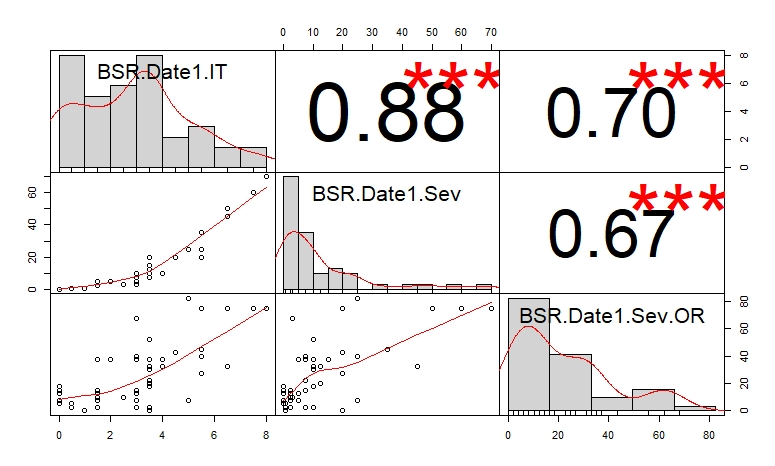 0 10 20 30 40 50 60 70
BSR.Date1.IT
0.88 ***
0.70 ***
0 2 4 6 8
0 20 40 60
BSR.Date1.Sev
0.67 ***
BSR.Date1.Sev.OR
0 20 40 60 80
0 2 4 6 8
0 20 40 60 80